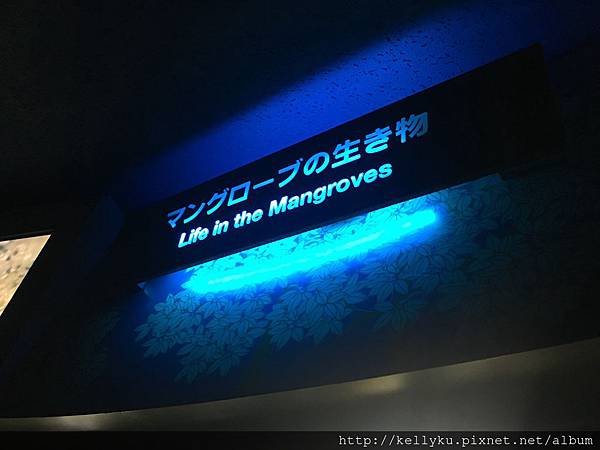 マングローブの生き物
Life in the Mangroves
http://kellyku.pixnet.net/album